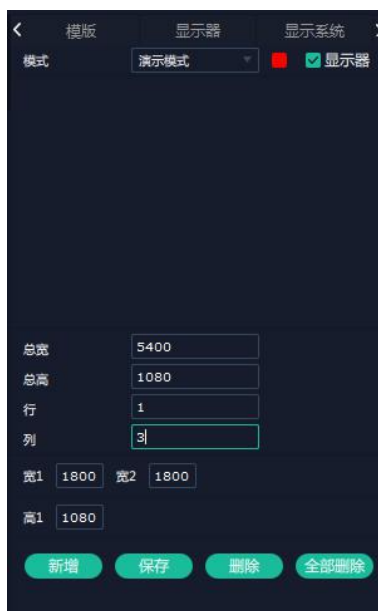 模版 显示器 显示系统
模式 演示模式 显示器
总宽 5400
总高 1080
行 1
列 3
宽1 1800 宽2 1800
高1 1080
新增 保存 删除 全部删除